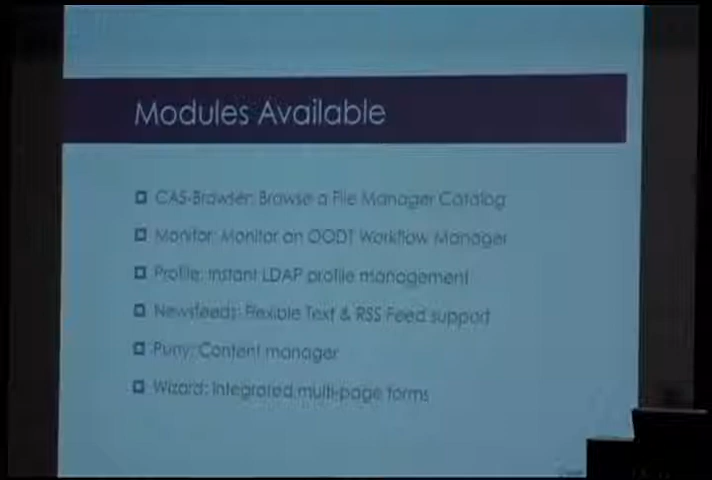 Modules Available
CAS-Browser: Browse a File Manager Catalog
Monitor: Monitor an OODT Workflow Manager
Profile: Instant LDAP profile management
Newsfeeds: Flexible Text & RSS Feed support
Puny: Content manager
Wizard: Integrated multi-page forms